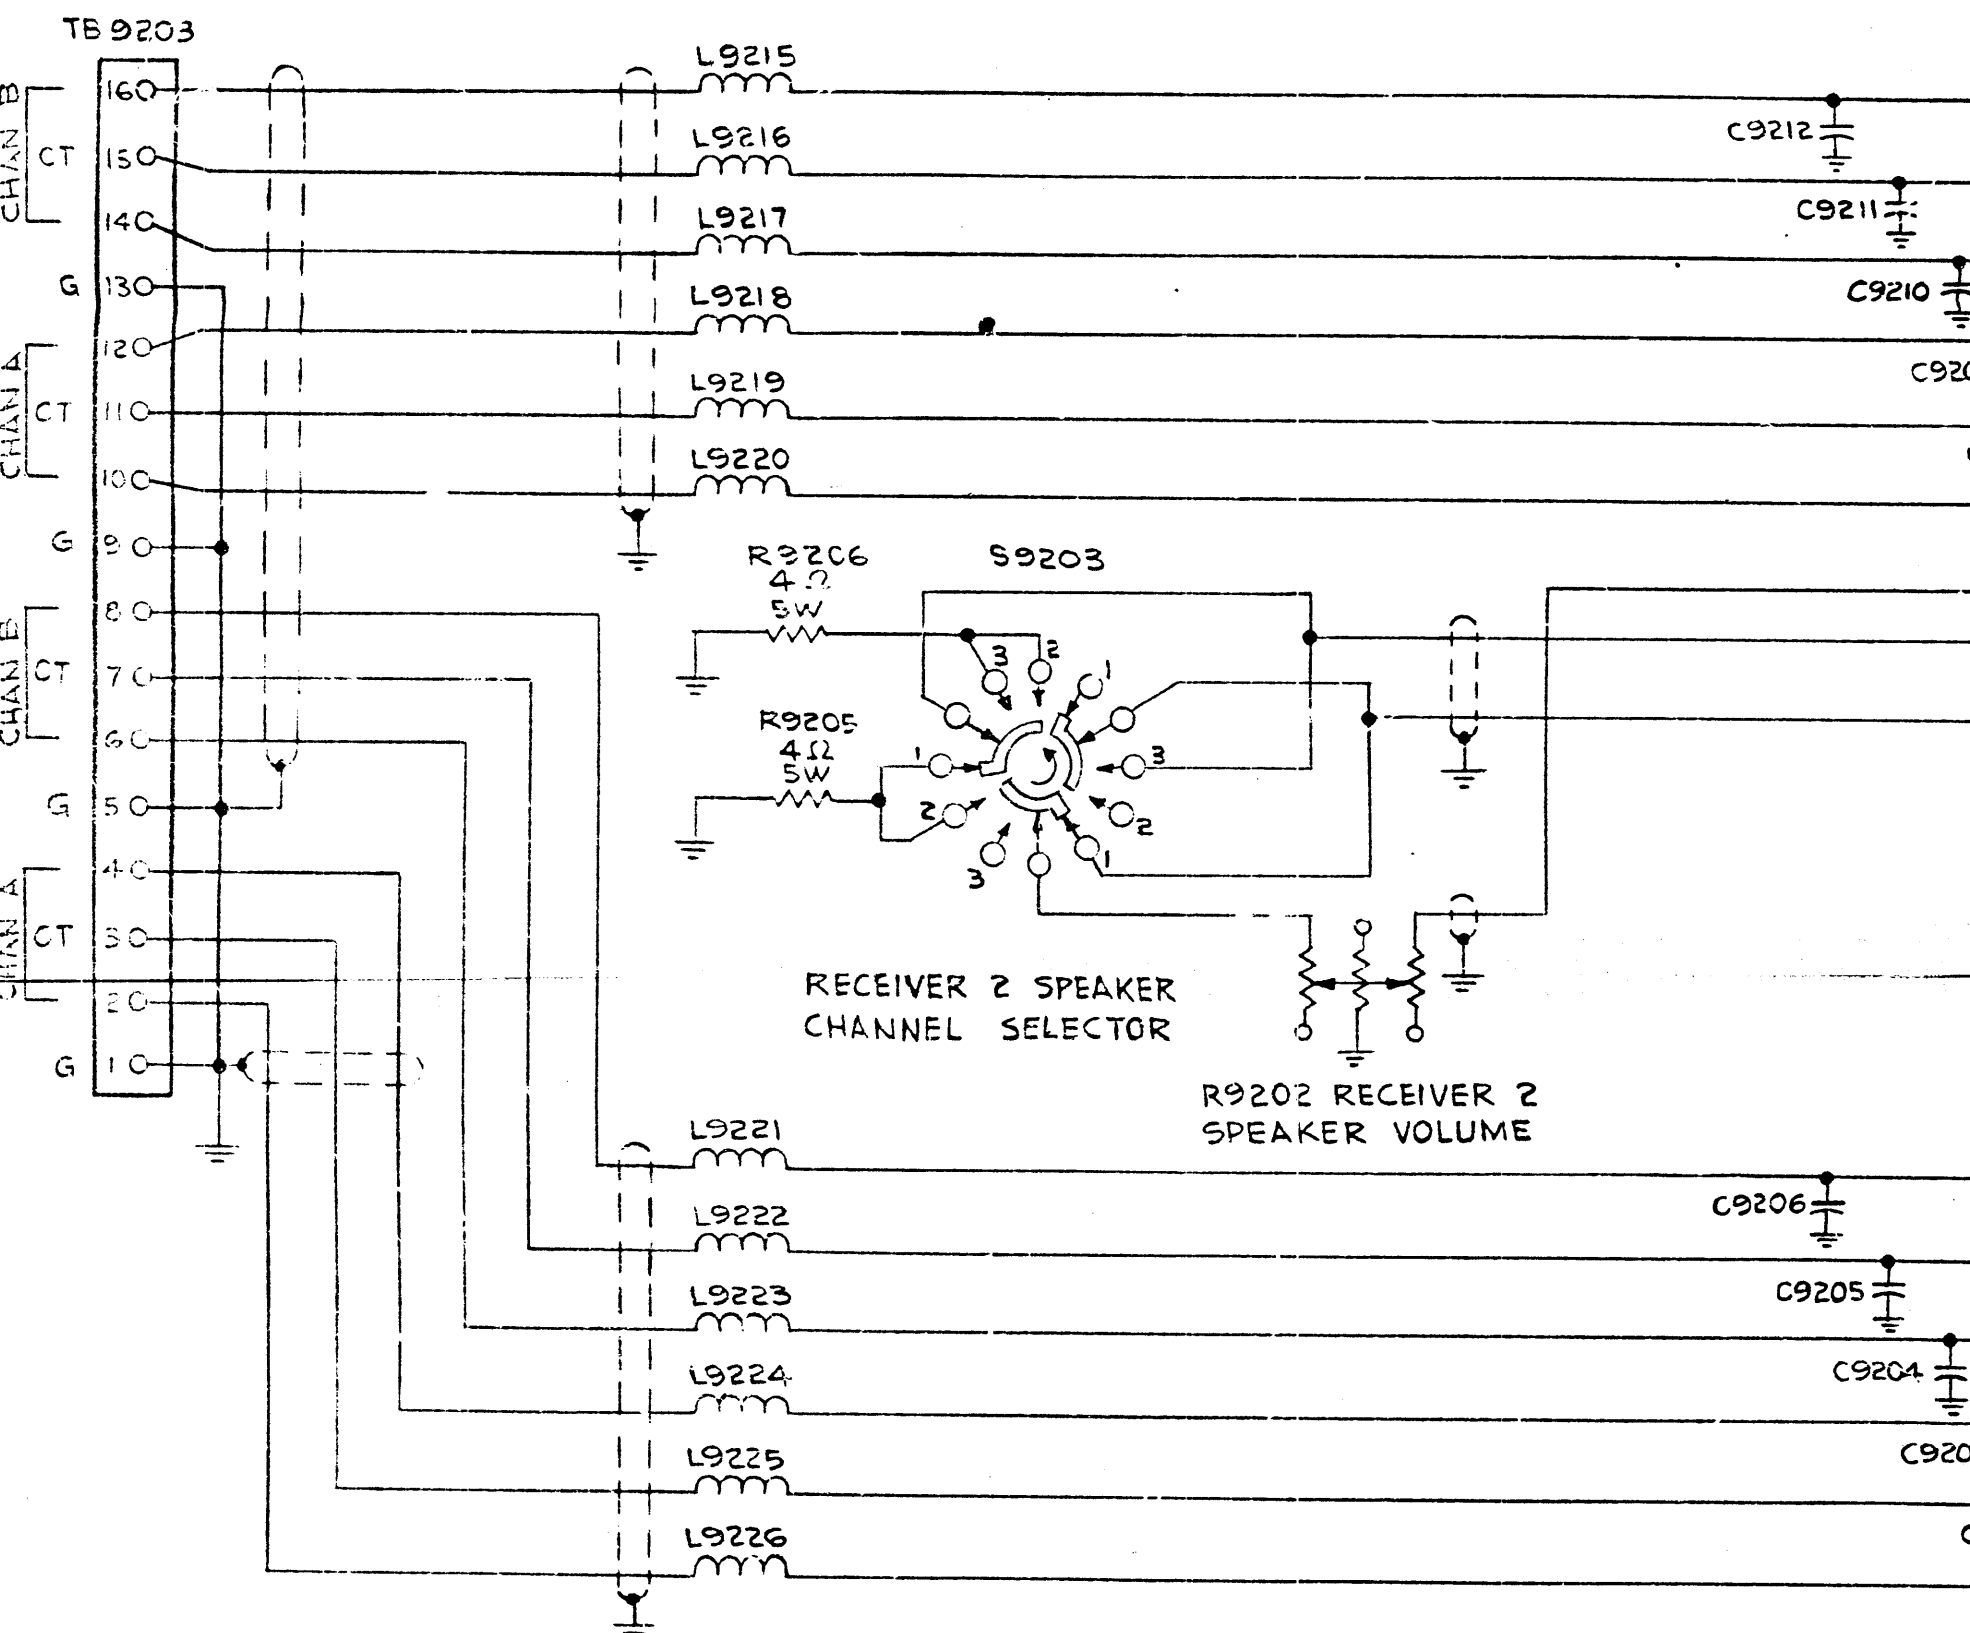 TB 9203
CHAN B
CT
G
CHAN A
CT
G
CHAN B
CT
G
CHAN A
CT
G
16
15
14
13
12
11
10
9
8
7
6
5
4
3
2
1
L9215
L9216
L9217
L9218
L9219
L9220
C9212
C9211
C9210
R9206
4Ω
5W
S9203
3
2
1
R9205
4Ω
5W
1
2
3
3
2
1
RECEIVER 2 SPEAKER
CHANNEL SELECTOR
R9202 RECEIVER 2
SPEAKER VOLUME
L9221
L9222
L9223
L9224
L9225
L9226
C9206
C9205
C9204